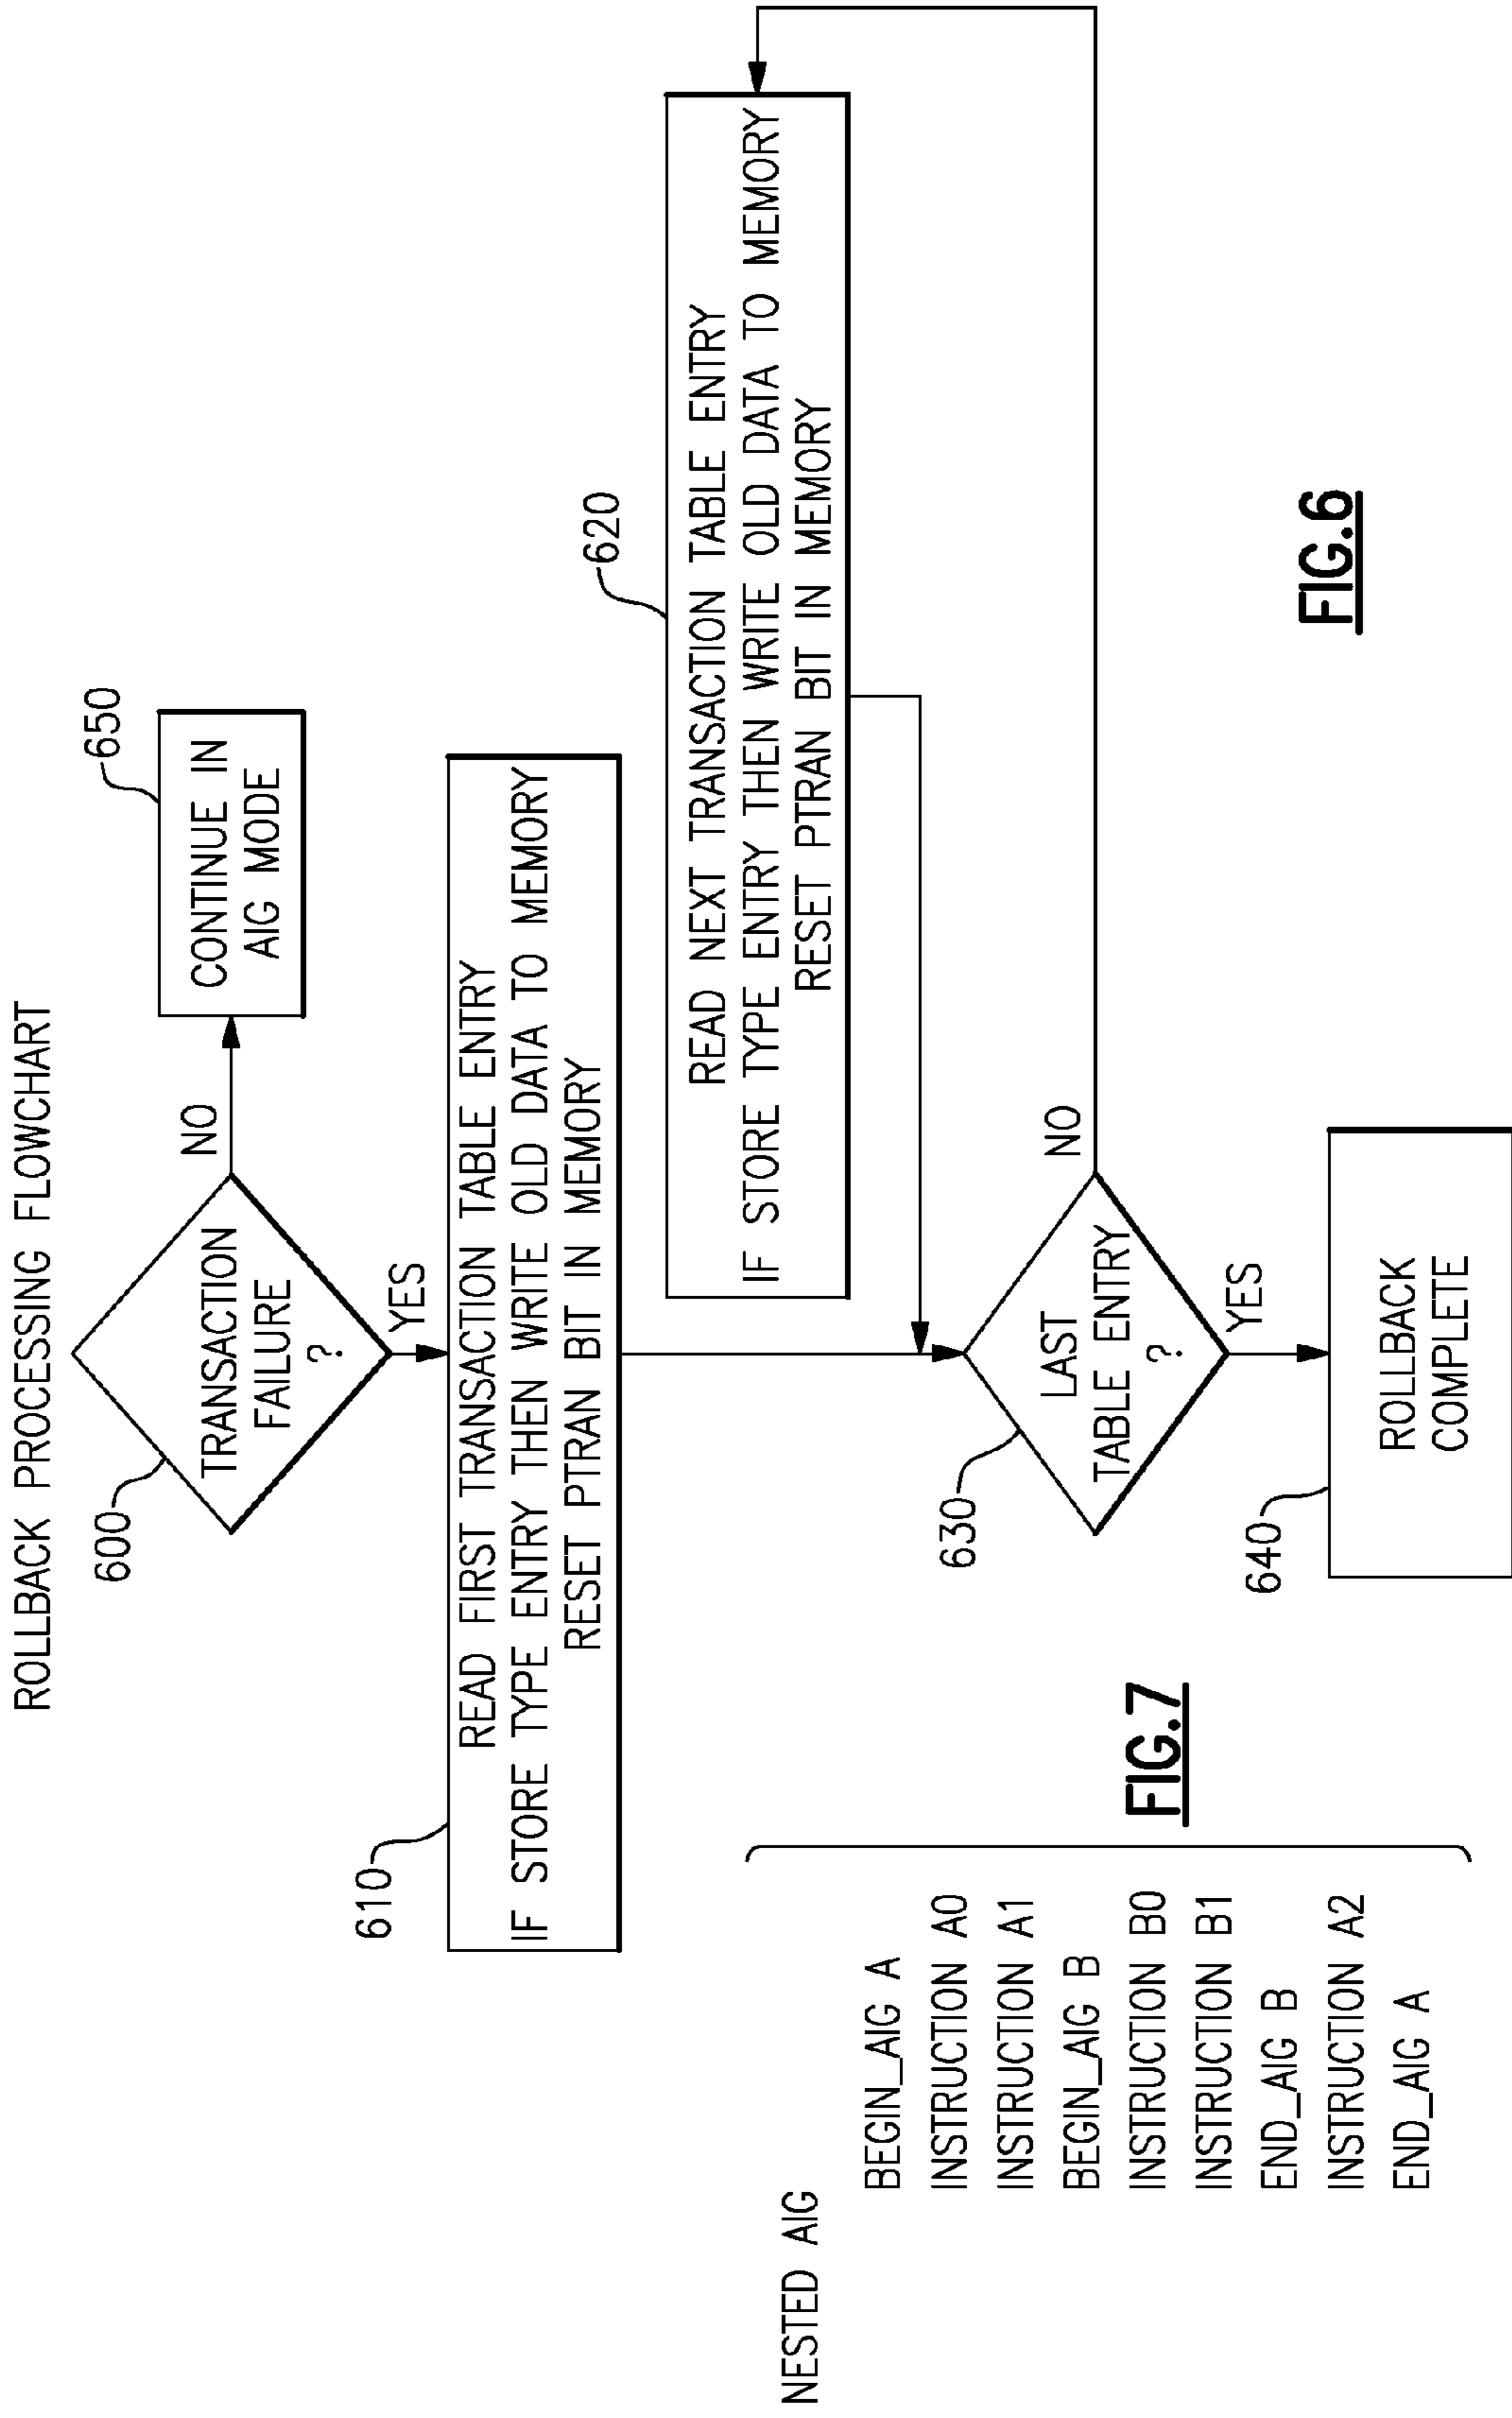 ROLLBACK PROCESSING FLOWCHART
600
TRANSACTION
FAILURE
?
NO
650
CONTINUE IN
AIG MODE
YES
610
READ FIRST TRANSACTION TABLE ENTRY
IF STORE TYPE ENTRY THEN WRITE OLD DATA TO MEMORY
RESET PTRAN BIT IN MEMORY
620
READ NEXT TRANSACTION TABLE ENTRY
IF STORE TYPE ENTRY THEN WRITE OLD DATA TO MEMORY
RESET PTRAN BIT IN MEMORY
630
LAST
TABLE ENTRY
?
NO
YES
640
ROLLBACK
COMPLETE
FIG.6
NESTED AIG
BEGIN_AIG A
INSTRUCTION A0
INSTRUCTION A1
BEGIN_AIG B
INSTRUCTION B0
INSTRUCTION B1
END_AIG B
INSTRUCTION A2
END_AIG A
FIG.7